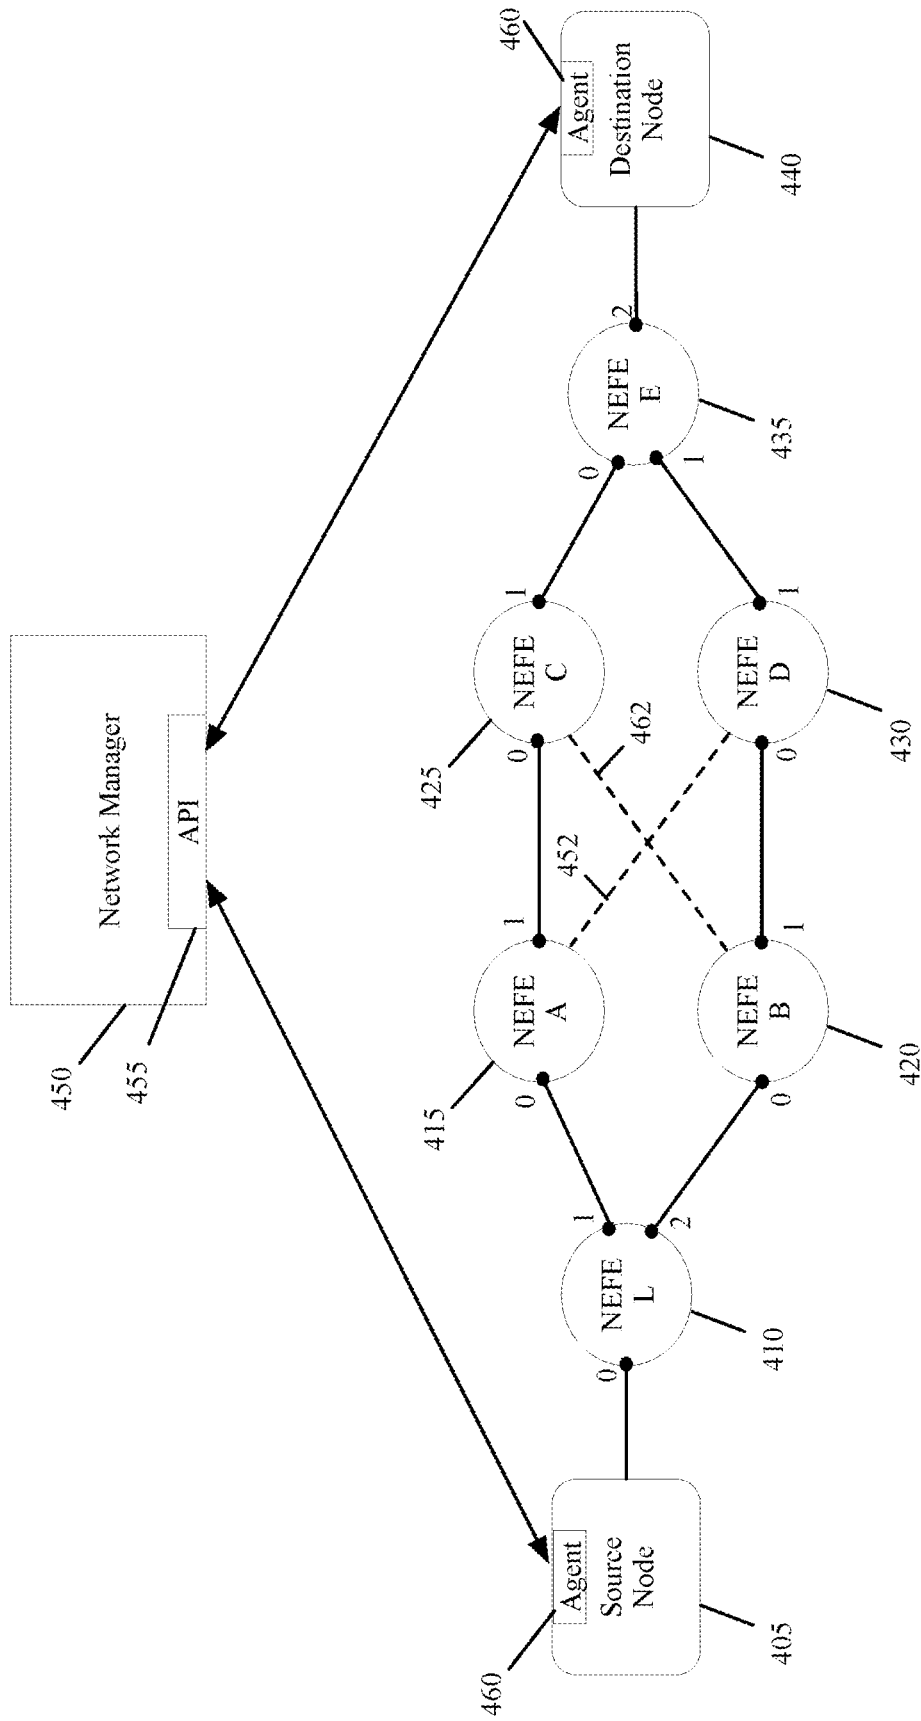 Network Manager
API
450
455
460
Agent
Source
Node
405
0
NEFE
L
410
1
2
415
0
NEFE
A
1
0
NEFE
B
1
420
452
462
425
0
NEFE
C
1
0
NEFE
D
1
430
0
1
NEFE
E
2
435
460
Agent
Destination
Node
440